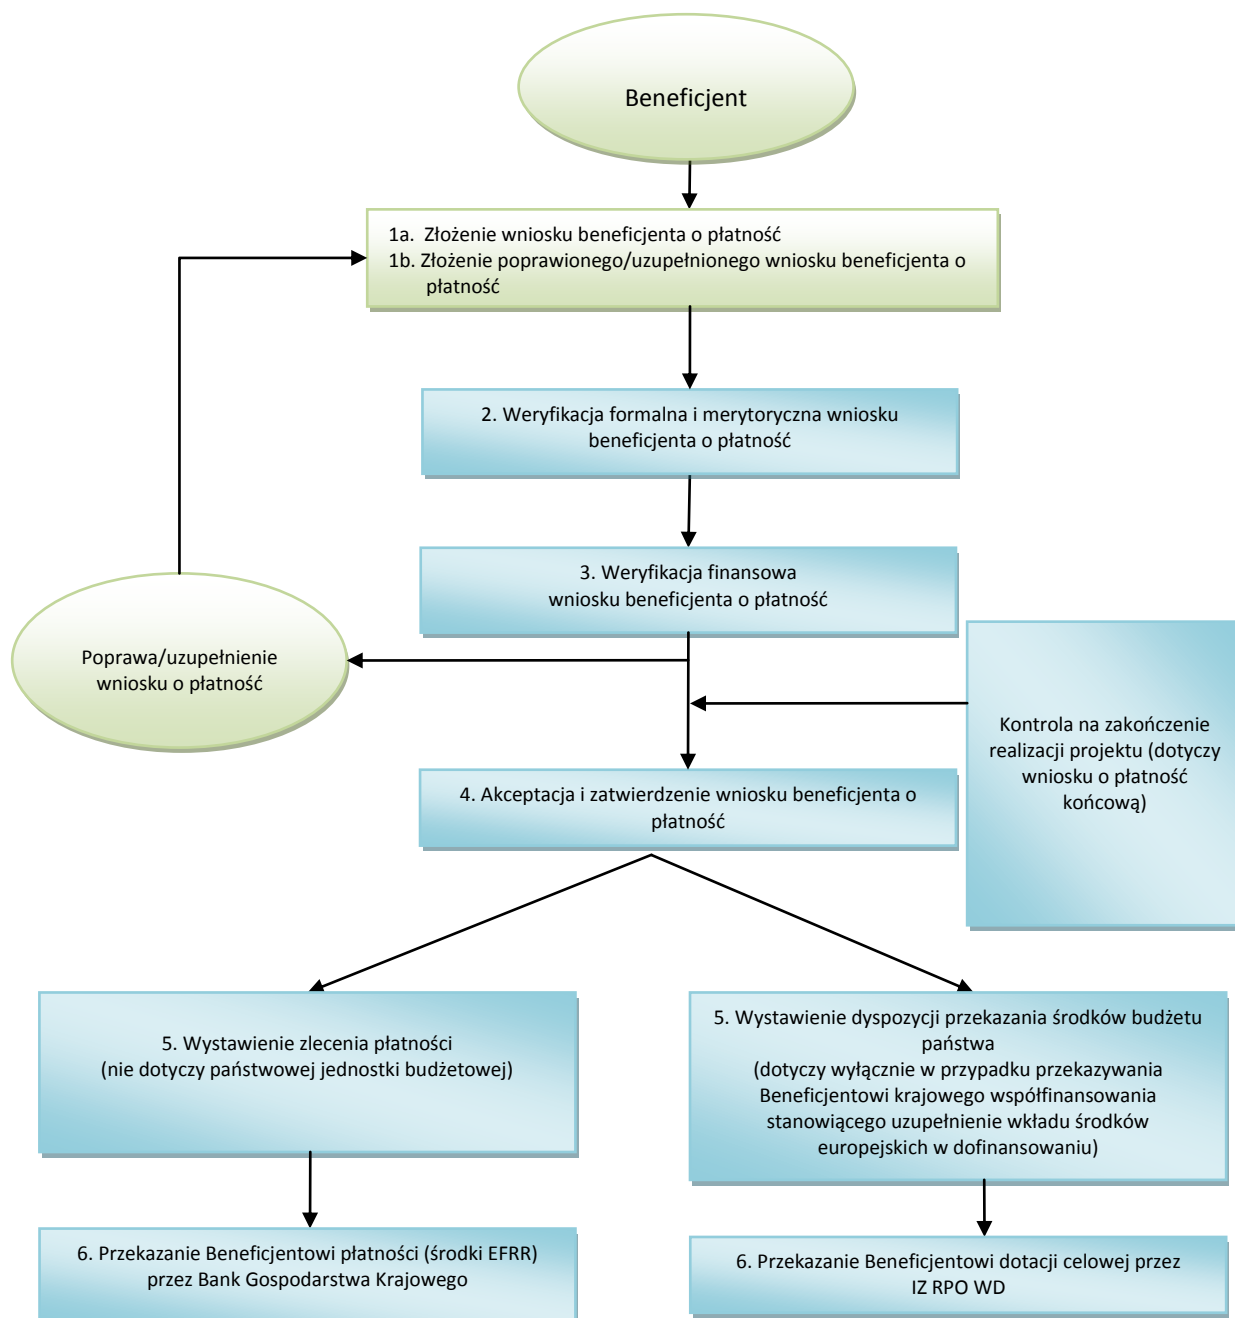 Beneficjent
1a. Złożenie wniosku beneficjenta o płatność
1b. Złożenie poprawionego/uzupełnionego wniosku beneficjenta o
płatność
2. Weryfikacja formalna i merytoryczna wniosku
beneficjenta o płatność
3. Weryfikacja finansowa
wniosku beneficjenta o płatność
Poprawa/uzupełnienie
wniosku o płatność
Kontrola na zakończenie
realizacji projektu (dotyczy
wniosku o płatność
końcową)
4. Akceptacja i zatwierdzenie wniosku beneficjenta o
płatność
5. Wystawienie zlecenia płatności
(nie dotyczy państwowej jednostki budżetowej)
5. Wystawienie dyspozycji przekazania środków budżetu
państwa
(dotyczy wyłącznie w przypadku przekazywania
Beneficjentowi krajowego współfinansowania
stanowiącego uzupełnienie wkładu środków
europejskich w dofinansowaniu)
6. Przekazanie Beneficjentowi płatności (środki EFRR)
przez Bank Gospodarstwa Krajowego
6. Przekazanie Beneficjentowi dotacji celowej przez
IZ RPO WD